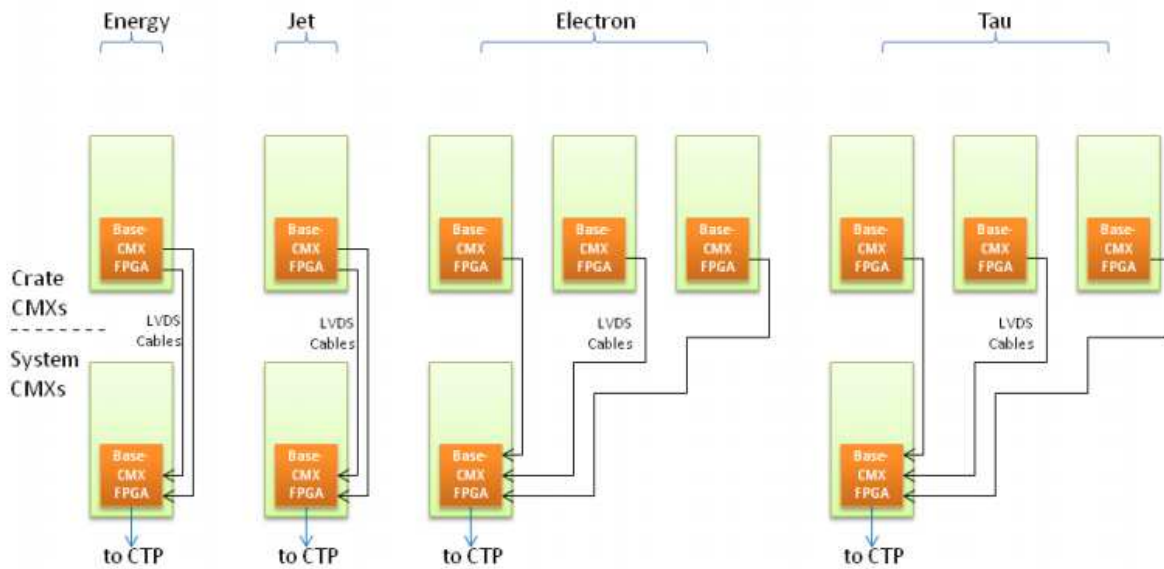 Energy
Jet
Electron
Tau
Base-
CMX
FPGA
Base-
CMX
FPGA
Base-
CMX
FPGA
Base-
CMX
FPGA
Base-
CMX
FPGA
Base-
CMX
FPGA
Base-
CMX
FPGA
Base-
CMX
FPGA
Crate
CMXs
LVDS
Cables
LVDS
Cables
LVDS
Cables
LVDS
Cables
System
CMXs
Base-
CMX
FPGA
Base-
CMX
FPGA
Base-
CMX
FPGA
Base-
CMX
FPGA
to CTP
to CTP
to CTP
to CTP